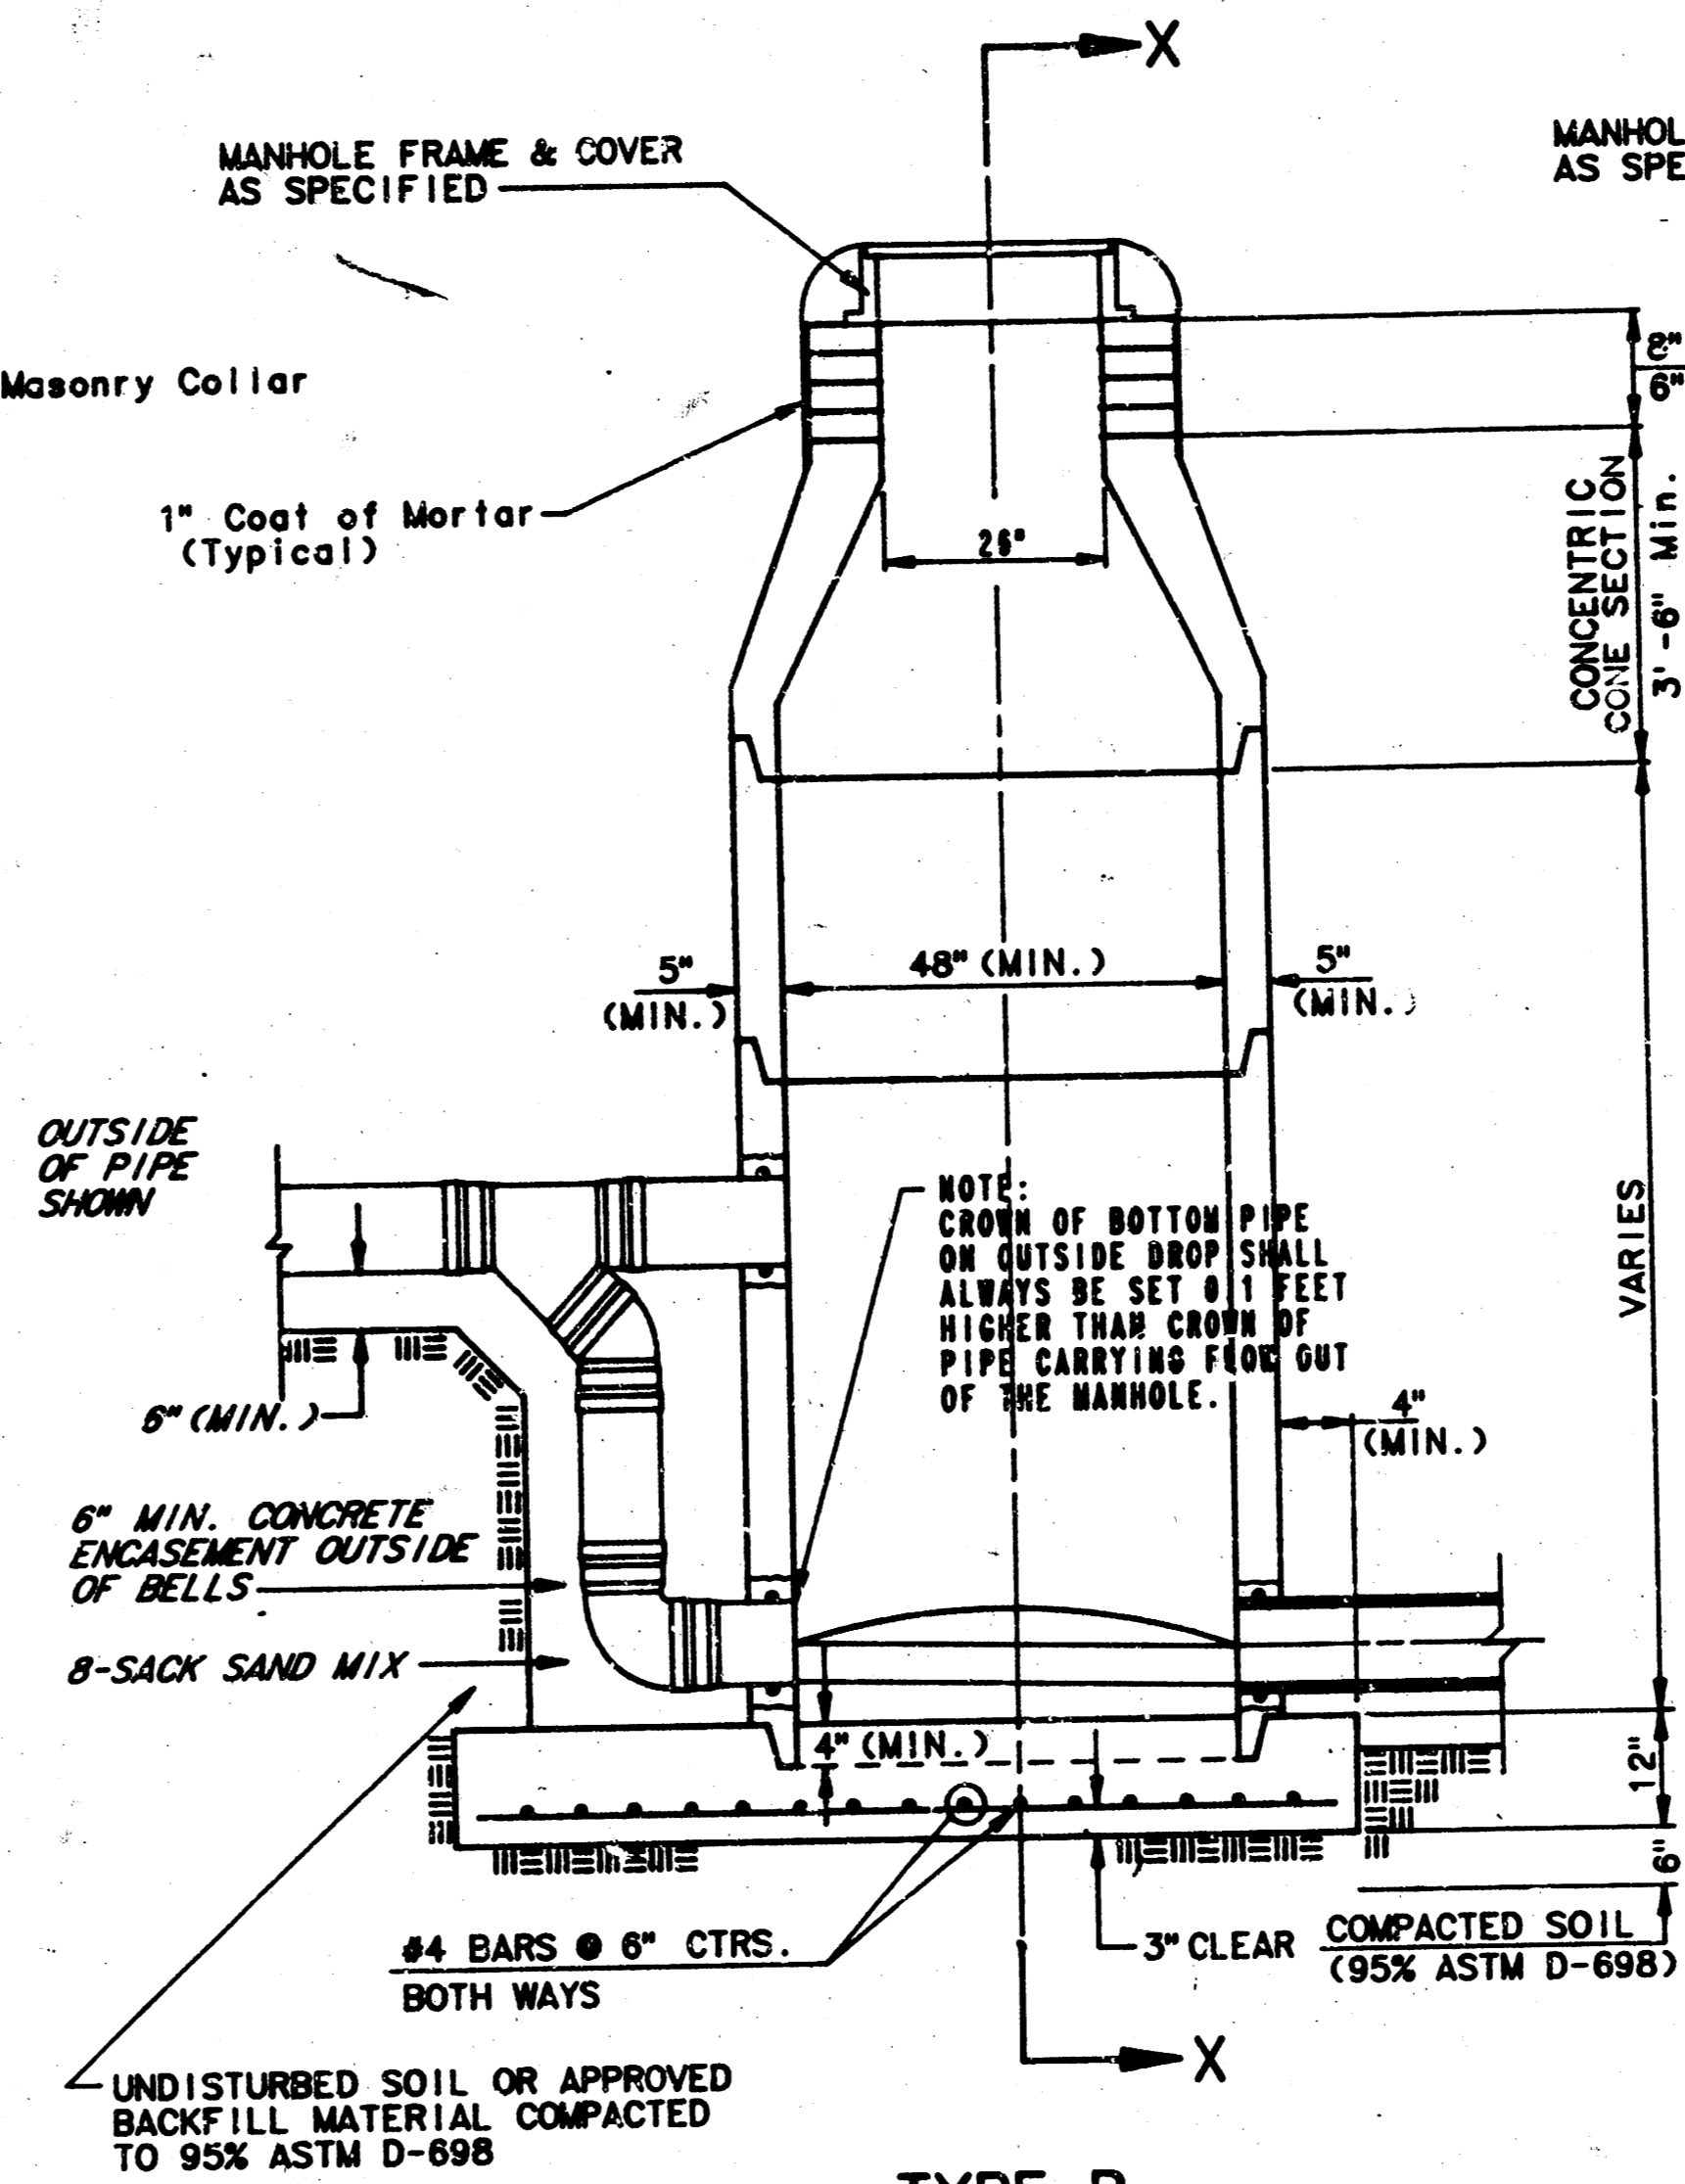 X
MANHOLE FRAME & COVER
AS SPECIFIED
MANHOL
AS SPE
8"
6"
Masonry Collar
1" Coat of Mortar
(Typical)
26"
CONCENTRIC
CONE SECTION
3'-6" Min.
5"
(MIN.)
48" (MIN.)
5"
(MIN.)
OUTSIDE
OF PIPE
SHOWN
NOTE:
CROWN OF BOTTOM PIPE
ON OUTSIDE DROP SHALL
ALWAYS BE SET 0.1 FEET
HIGHER THAN CROWN OF
PIPE CARRYING FLOW OUT
OF THE MANHOLE.
VARIES
6" (MIN.)
4"
(MIN.)
6" MIN. CONCRETE
ENCASEMENT OUTSIDE
OF BELLS
8-SACK SAND MIX
4" (MIN.)
12"
6"
#4 BARS @ 6" CTRS.
BOTH WAYS
3" CLEAR
COMPACTED SOIL
(95% ASTM D-698)
X
UNDISTURBED SOIL OR APPROVED
BACKFILL MATERIAL COMPACTED
TO 95% ASTM D-698